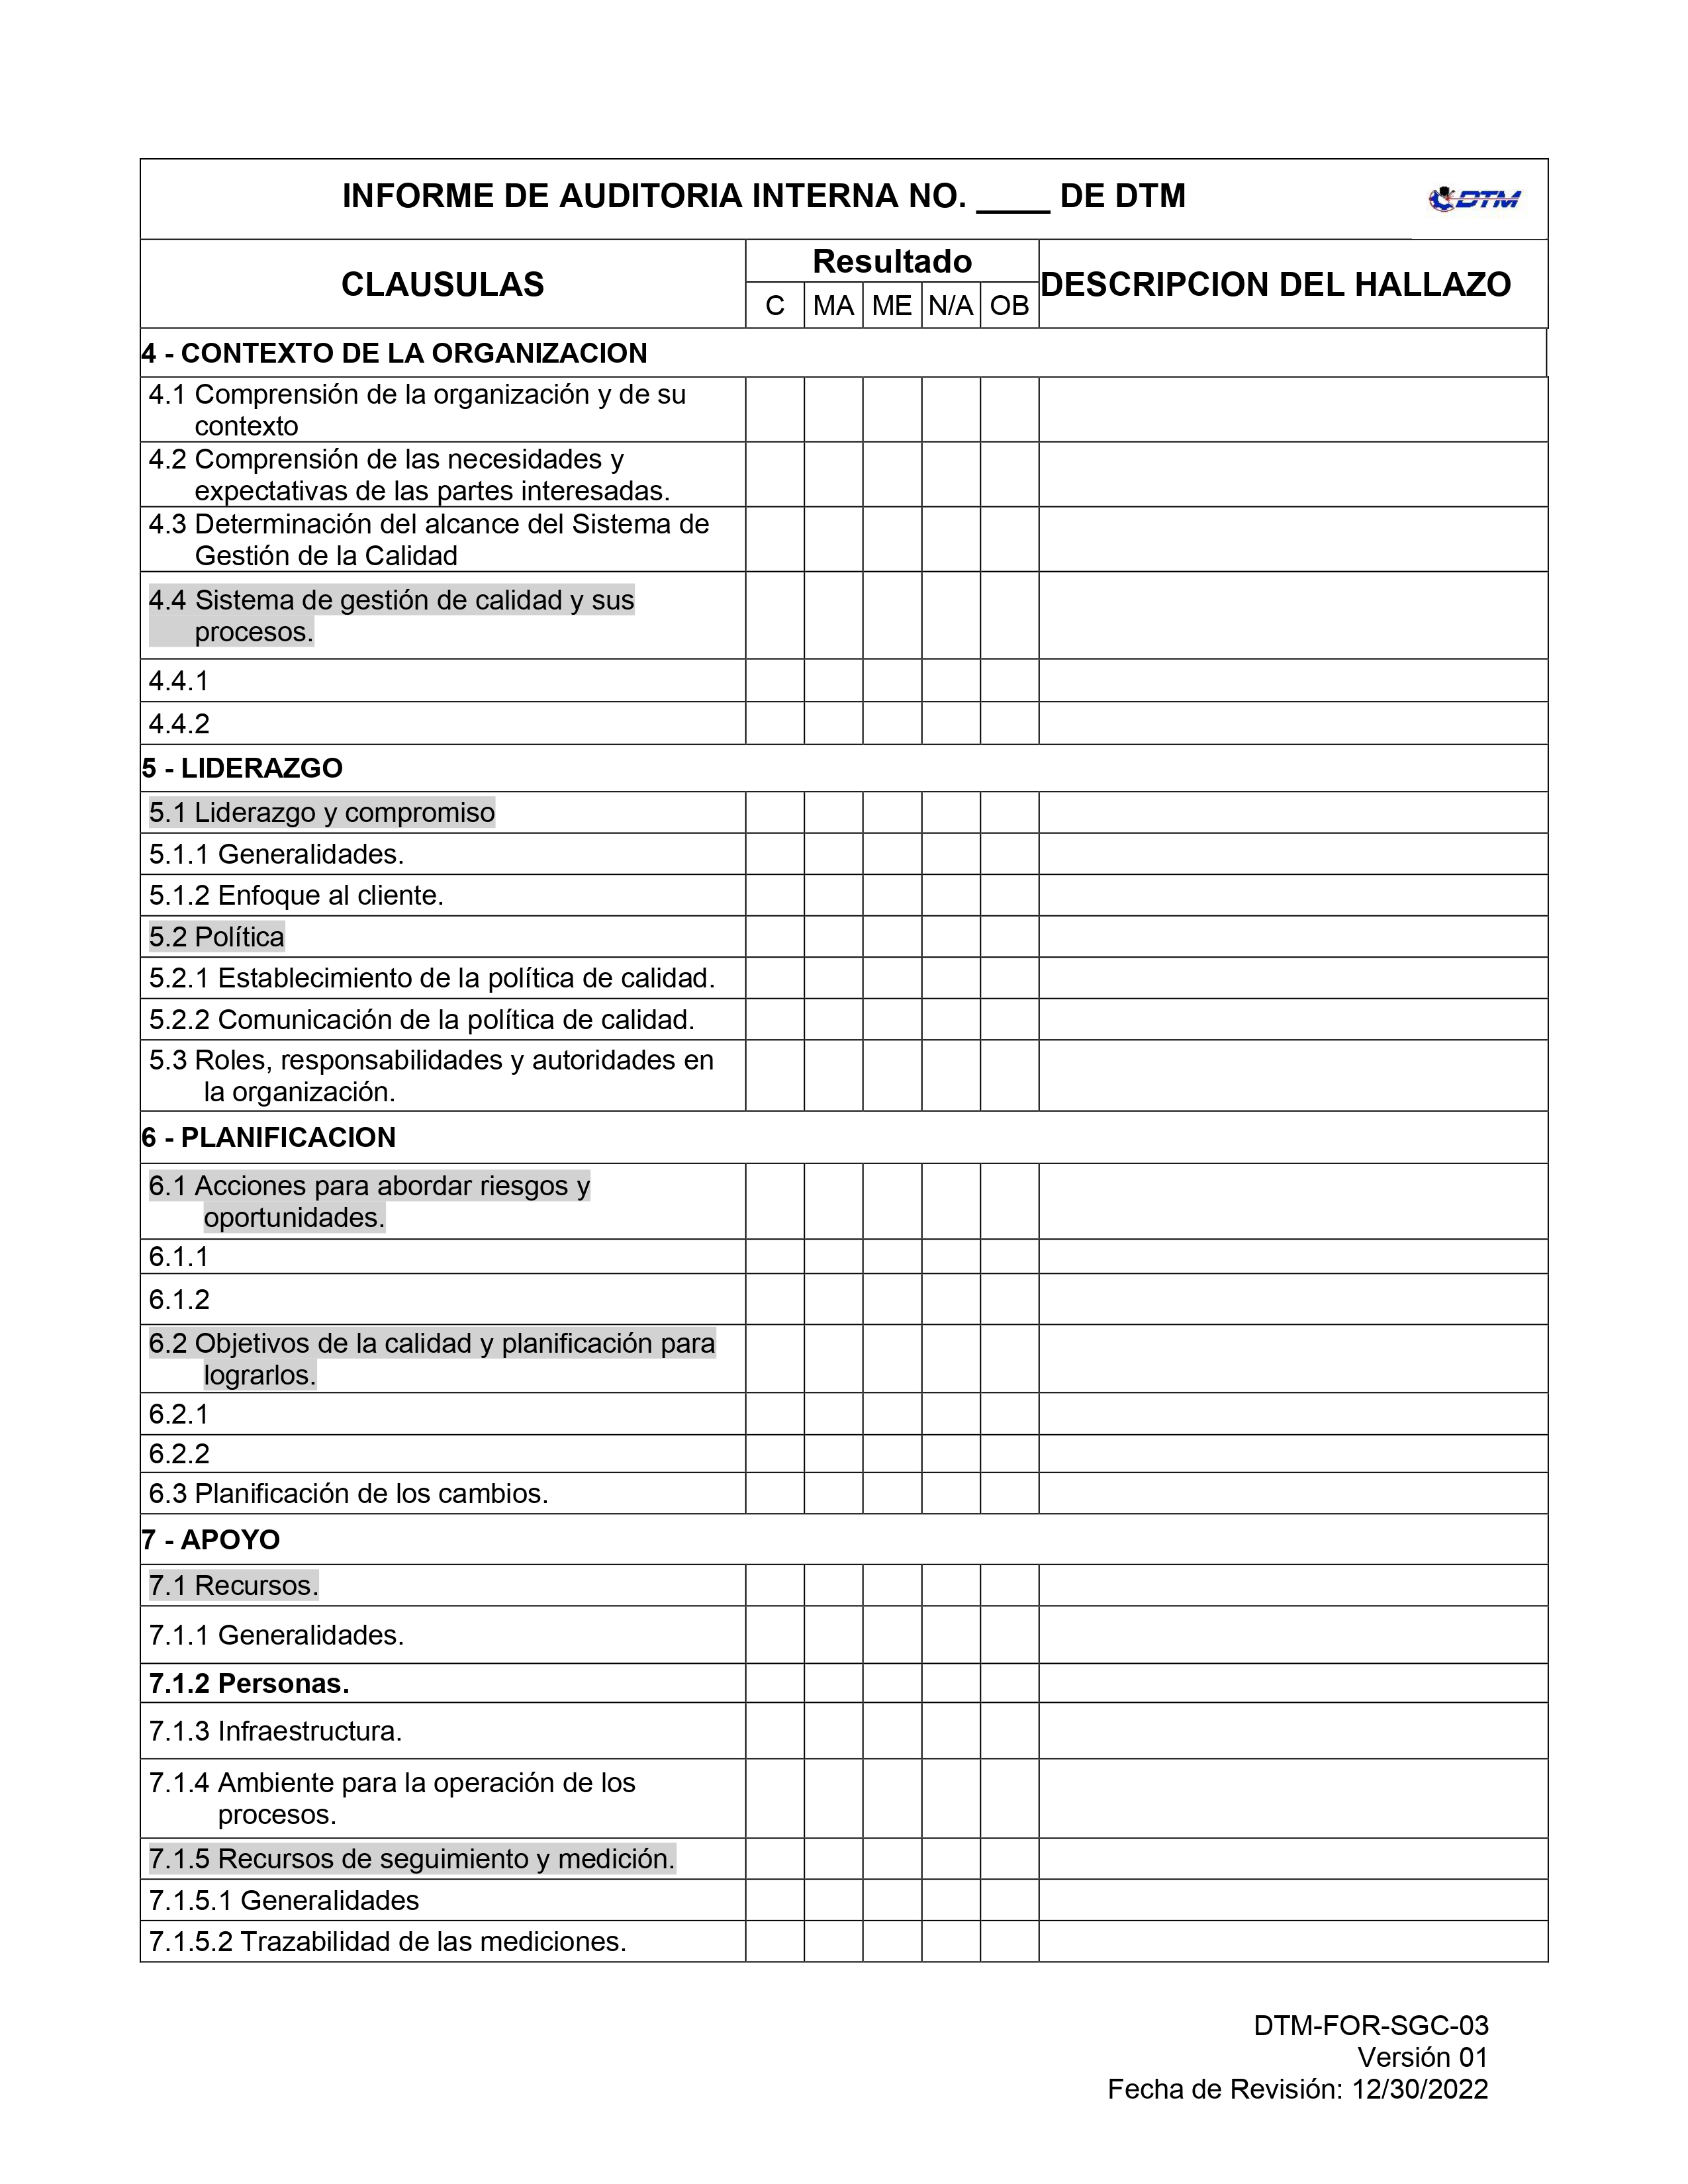 INFORME DE AUDITORIA INTERNA NO. ____ DE DTM
DTM
CLAUSULAS
Resultado
DESCRIPCION DEL HALLAZO
C MA ME N/A OB
4 - CONTEXTO DE LA ORGANIZACION
4.1 Comprensión de la organización y de su
contexto
4.2 Comprensión de las necesidades y
expectativas de las partes interesadas.
4.3 Determinación del alcance del Sistema de
Gestión de la Calidad
4.4 Sistema de gestión de calidad y sus
procesos.
4.4.1
4.4.2
5 - LIDERAZGO
5.1 Liderazgo y compromiso
5.1.1 Generalidades.
5.1.2 Enfoque al cliente.
5.2 Política
5.2.1 Establecimiento de la política de calidad.
5.2.2 Comunicación de la política de calidad.
5.3 Roles, responsabilidades y autoridades en
la organización.
6 - PLANIFICACION
6.1 Acciones para abordar riesgos y
oportunidades.
6.1.1
6.1.2
6.2 Objetivos de la calidad y planificación para
lograrlos.
6.2.1
6.2.2
6.3 Planificación de los cambios.
7 - APOYO
7.1 Recursos.
7.1.1 Generalidades.
7.1.2 Personas.
7.1.3 Infraestructura.
7.1.4 Ambiente para la operación de los
procesos.
7.1.5 Recursos de seguimiento y medición.
7.1.5.1 Generalidades
7.1.5.2 Trazabilidad de las mediciones.
DTM-FOR-SGC-03
Versión 01
Fecha de Revisión: 12/30/2022